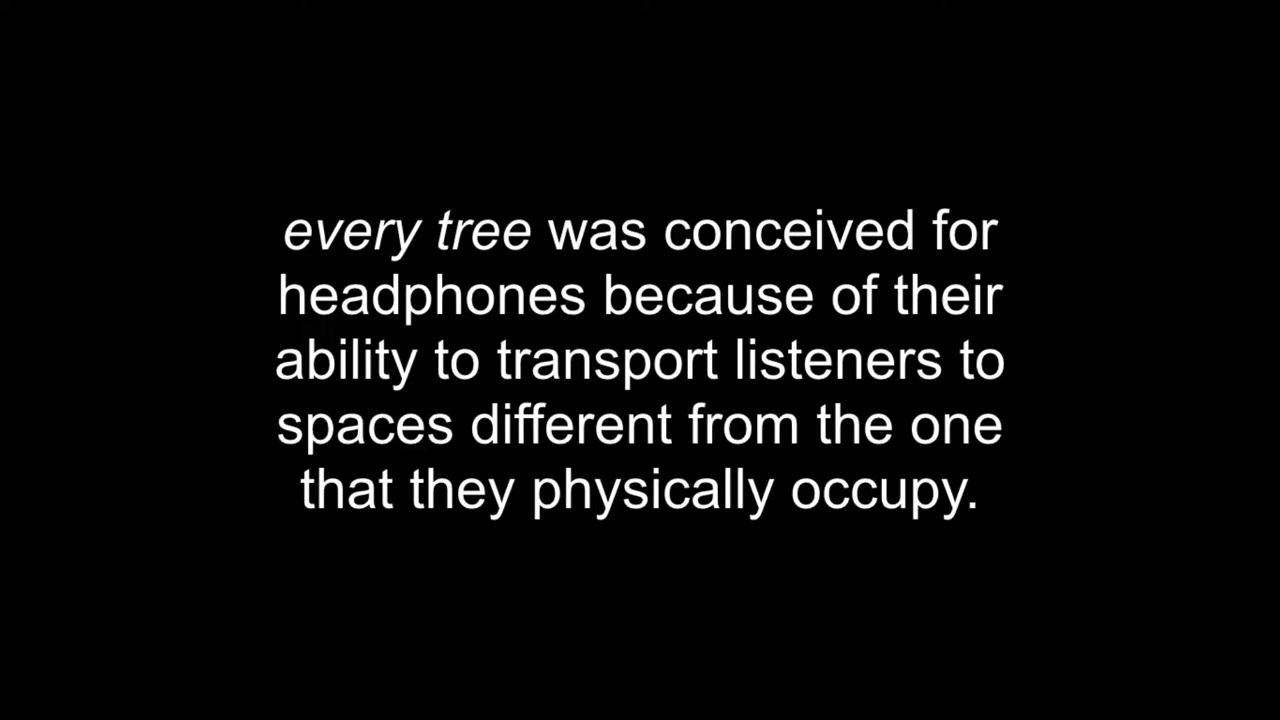 every tree was conceived for
headphones because of their
ability to transport listeners to
spaces different from the one
that they physically occupy.